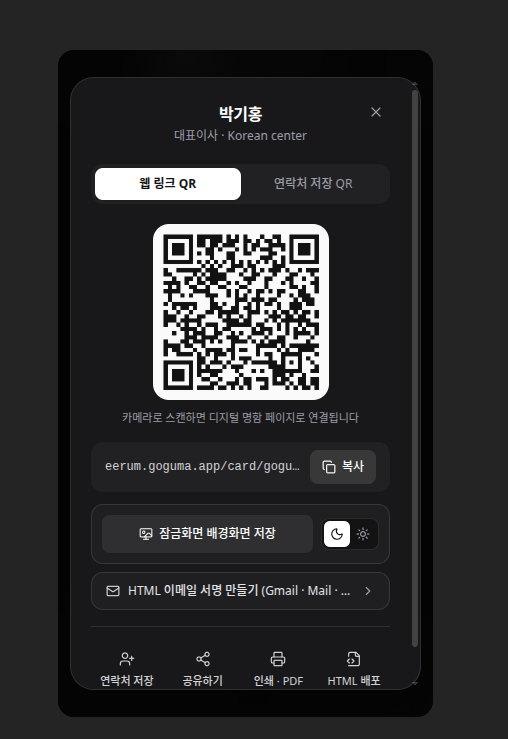 박기홍
대표이사 · Korean center
웹 링크 QR
연락처 저장 QR
카메라로 스캔하면 디지털 명함 페이지로 연결됩니다
eerum.goguma.app/card/gogu…
복사
잠금화면 배경화면 저장
HTML 이메일 서명 만들기 (Gmail · Mail · ...
연락처 저장
공유하기
인쇄 · PDF
HTML 배포